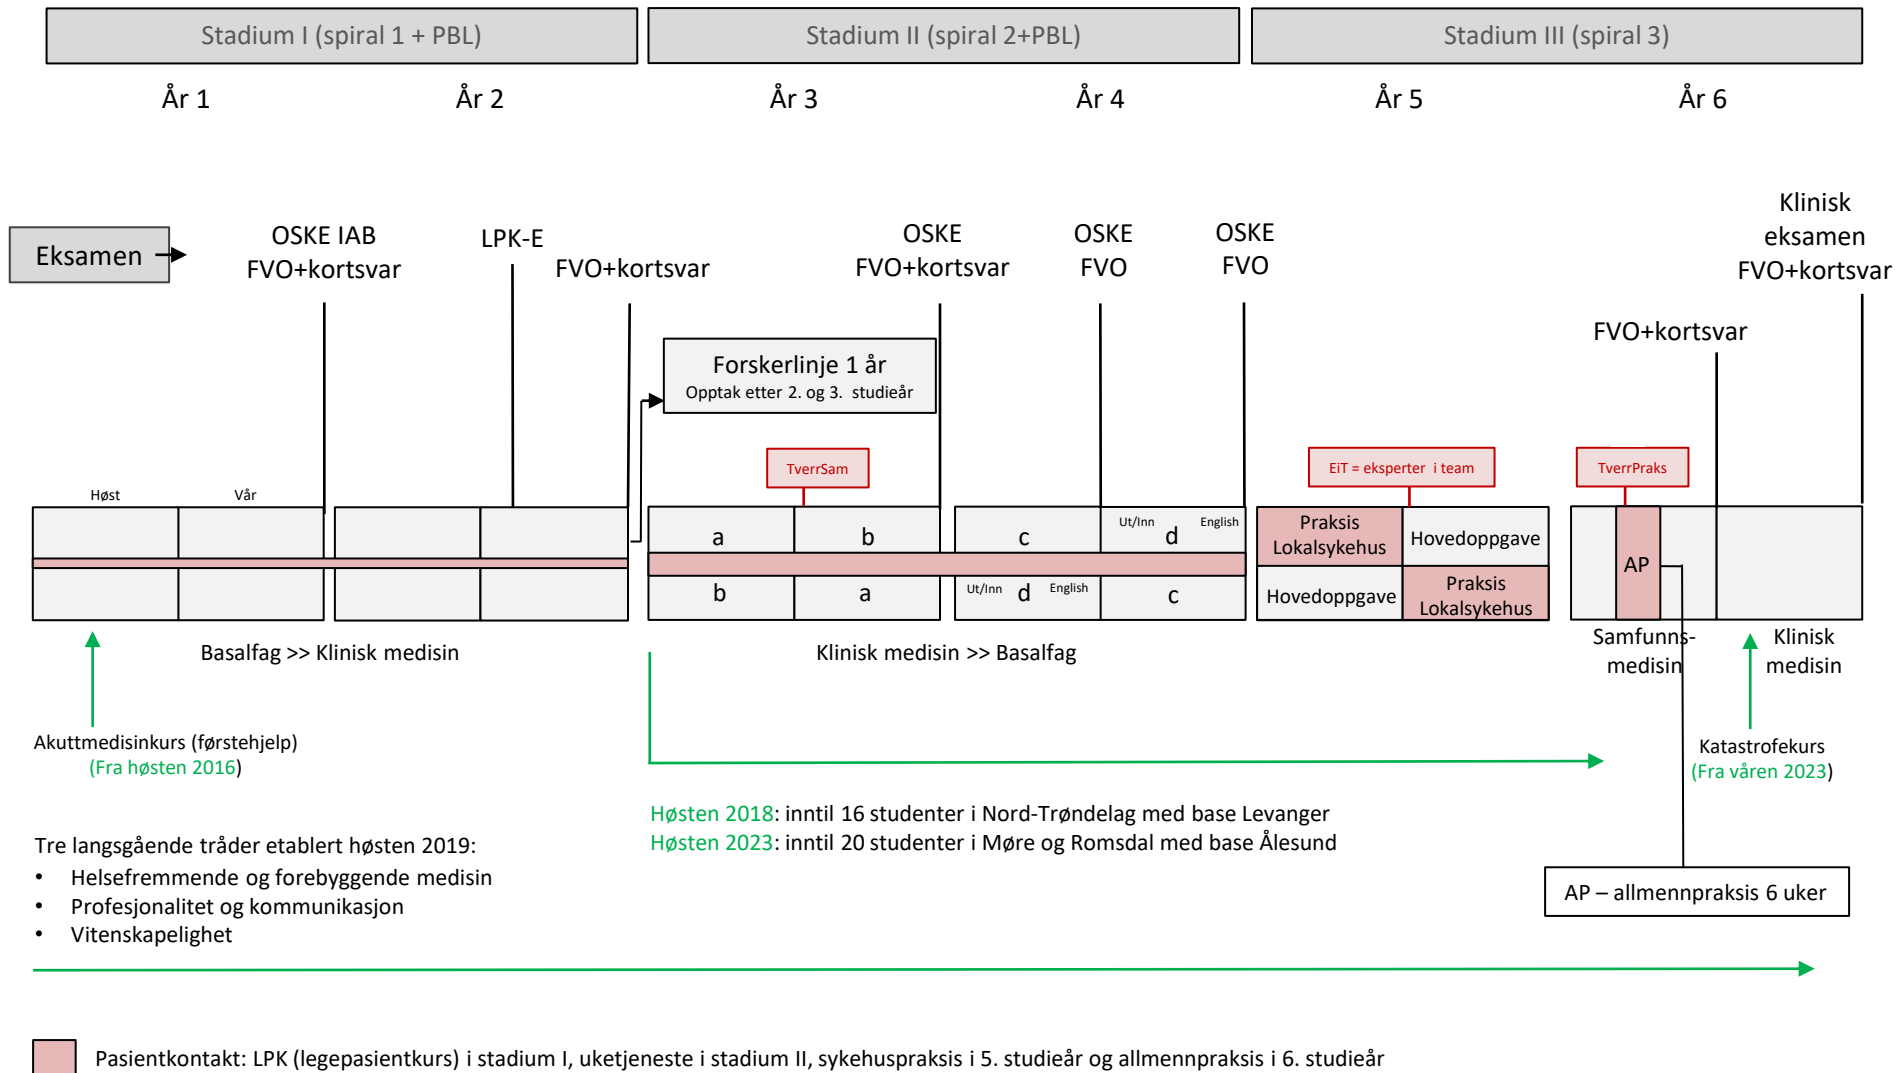 Stadium I (spiral 1 + PBL)
Stadium II (spiral 2+PBL)
Stadium III (spiral 3)
År 1
År 2
År 3
År 4
År 5
År 6
Eksamen
OSKE IAB
FVO+kortsvar
LPK-E
FVO+kortsvar
OSKE
FVO+kortsvar
OSKE
FVO
OSKE
FVO
FVO+kortsvar
Klinisk
eksamen
FVO+kortsvar
Forskerlinje 1 år
Opptak etter 2. og 3. studieår
TverrSam
EiT = eksperter i team
TverrPraks
Høst
Vår
a
b
c
Ut/Inn
d
English
b
a
Ut/Inn
d
English
c
Praksis
Lokalsykehus
Hovedoppgave
Hovedoppgave
Praksis
Lokalsykehus
AP
Basalfag >> Klinisk medisin
Klinisk medisin >> Basalfag
Samfunns-
medisin
Klinisk
medisin
Akuttmedisinkurs (førstehjelp)
(Fra høsten 2016)
Katastrofekurs
(Fra våren 2023)
Høsten 2018: inntil 16 studenter i Nord-Trøndelag med base Levanger
Høsten 2023: inntil 20 studenter i Møre og Romsdal med base Ålesund
Tre langsgående tråder etablert høsten 2019:
• Helsefremmende og forebyggende medisin
• Profesjonalitet og kommunikasjon
• Vitenskapelighet
AP – allmennpraksis 6 uker
Pasientkontakt: LPK (legepasientkurs) i stadium I, uketjeneste i stadium II, sykehuspraksis i 5. studieår og allmennpraksis i 6. studieår